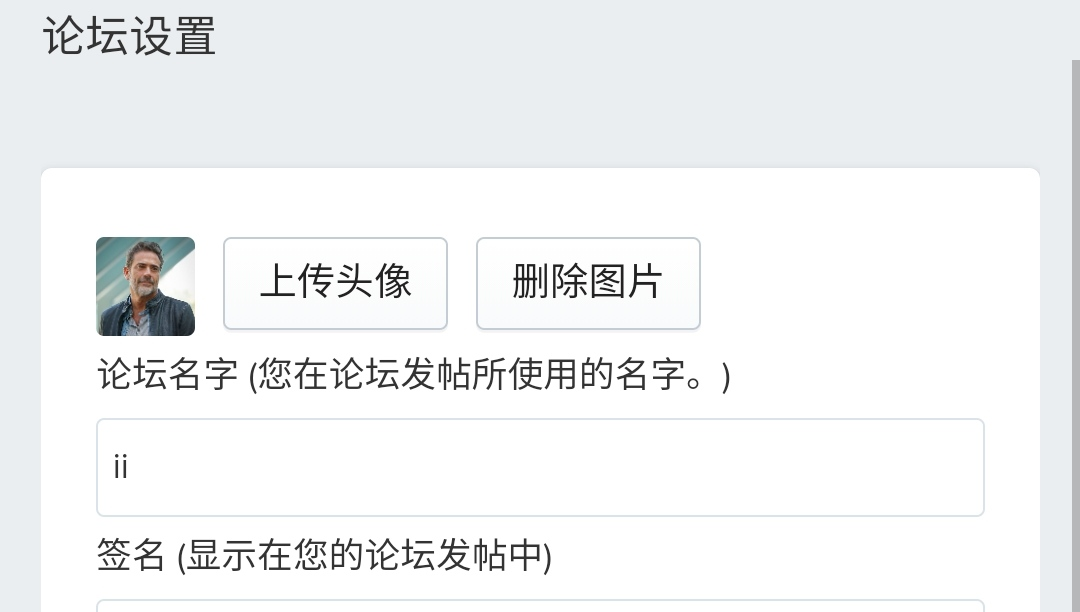 论坛设置
上传头像 删除图片
论坛名字 (您在论坛发帖所使用的名字。)
ii
签名 (显示在您的论坛发帖中)